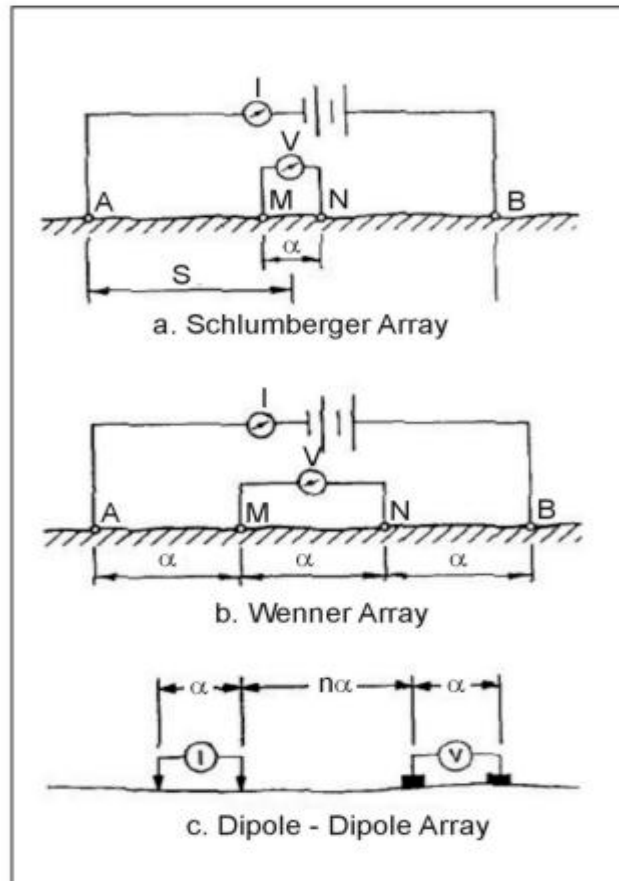 I
V
A M N B
α
S
a. Schlumberger Array
I
V
A M N B
α α α
b. Wenner Array
α nα α
I V
c. Dipole - Dipole Array